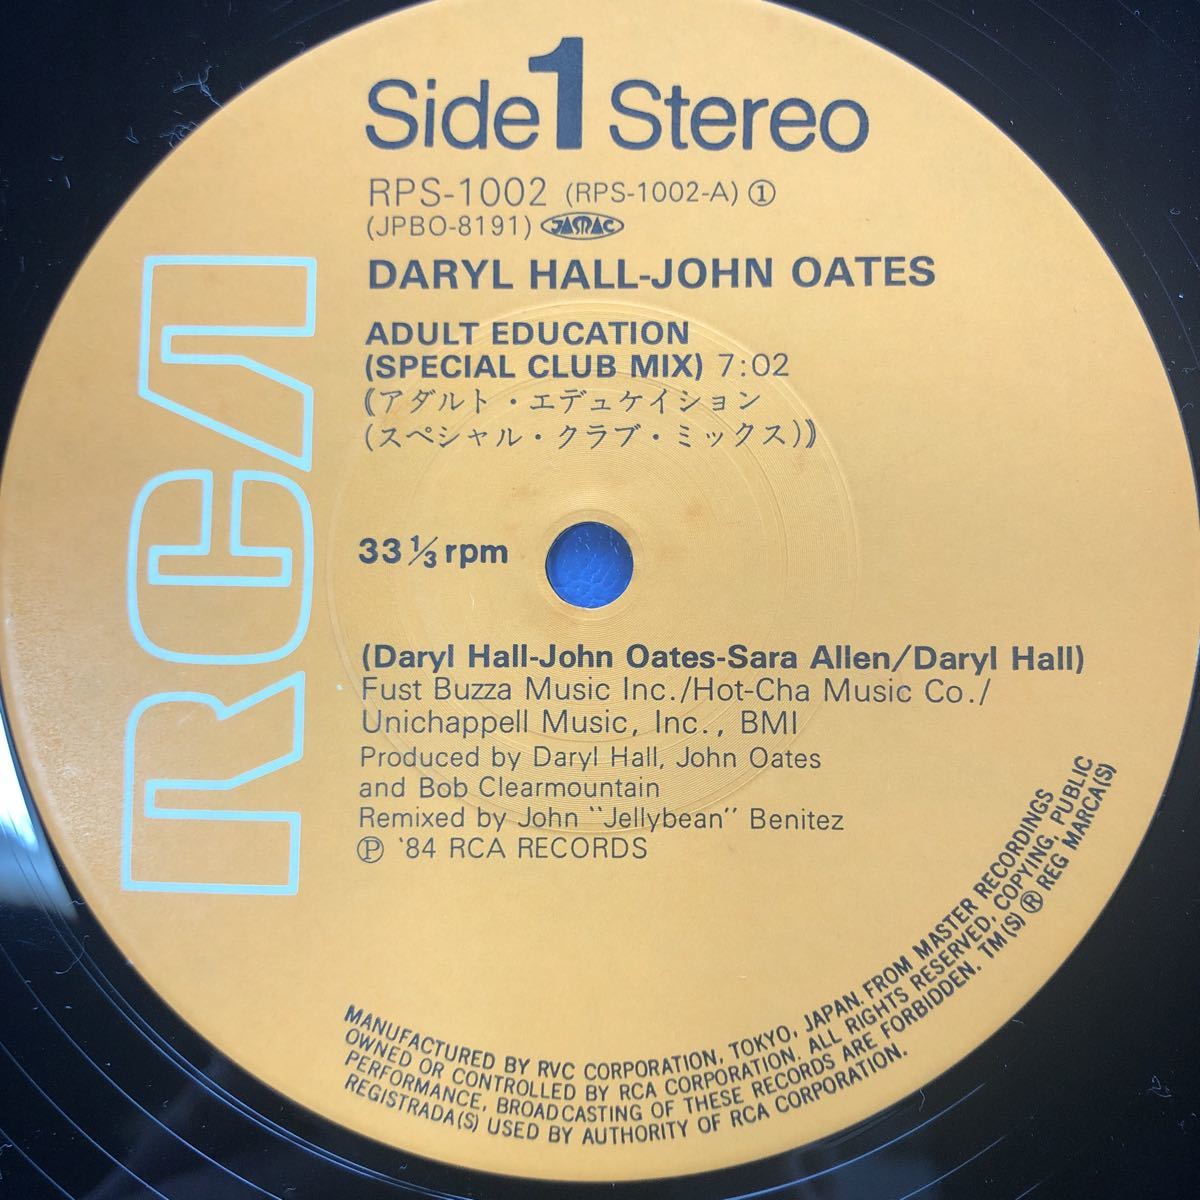 Side 1 Stereo
RPS-1002 (RPS-1002-A) ①
(JPBO-8191) JASRAC
DARYL HALL-JOHN OATES
ADULT EDUCATION
(SPECIAL CLUB MIX) 7:02
《アダルト・エデュケイション
(スペシャル・クラブ・ミックス)》
RCA
33 1/3 rpm
(Daryl Hall-John Oates-Sara Allen/Daryl Hall)
Fust Buzza Music Inc./Hot-Cha Music Co./
Unichappell Music, Inc., BMI
Produced by Daryl Hall, John Oates
and Bob Clearmountain
Remixed by John "Jellybean" Benitez
Ⓟ '84 RCA RECORDS
MANUFACTURED BY RVC CORPORATION, TOKYO, JAPAN. FROM MASTER RECORDINGS
OWNED OR CONTROLLED BY RCA CORPORATION. ALL RIGHTS RESERVED, COPYING, PUBLIC
PERFORMANCE, BROADCASTING OF THESE RECORDS ARE FORBIDDEN. TM(S) ® REG MARCA(S)
REGISTRADA(S) USED BY AUTHORITY OF RCA CORPORATION.